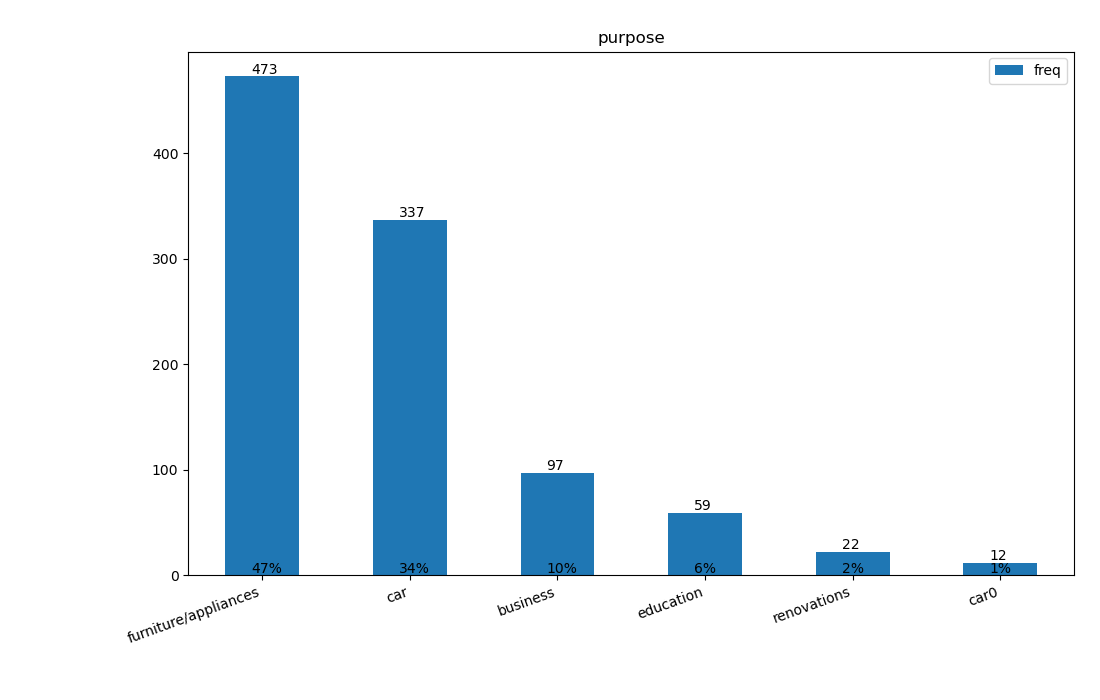 purpose
freq
473
337
97
59
22
12
400
300
200
100
0
47%
34%
10%
6%
2%
1%
furniture/appliances
car
business
education
renovations
car0